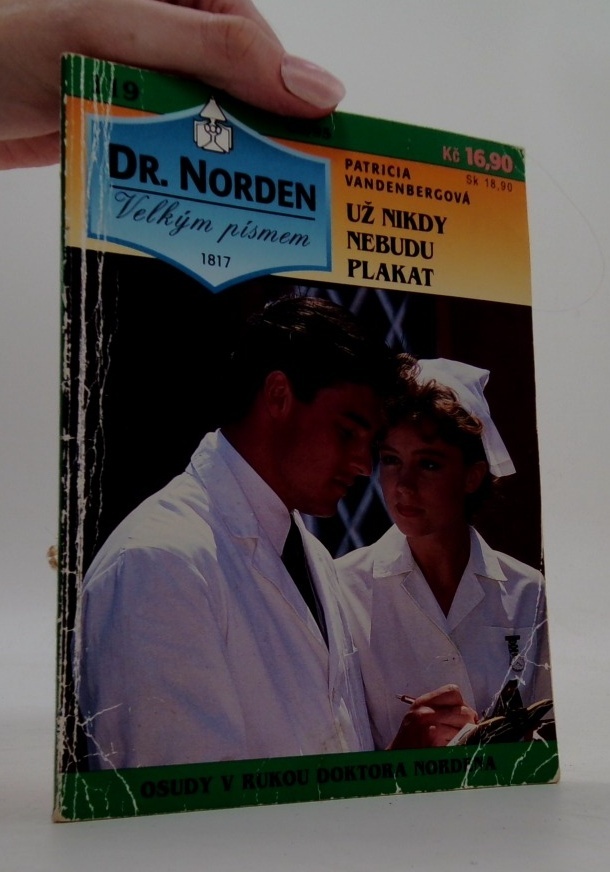 DR. NORDEN
Velkým písmem
1817
Kč 16,90
Sk 18,90
PATRICIA
VANDENBERGOVÁ
UŽ NIKDY
NEBUDU
PLAKAT
OSUDY V RUKOU DOKTORA NORDENA